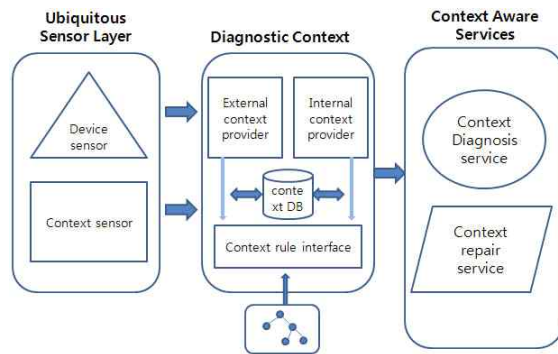 Ubiquitous
Sensor Layer
Diagnostic Context
Context Aware
Services
Device
sensor
Context sensor
External
context
provider
Internal
context
provider
conte
xt DB
Context rule interface
Context
Diagnosis
service
Context
repair
service